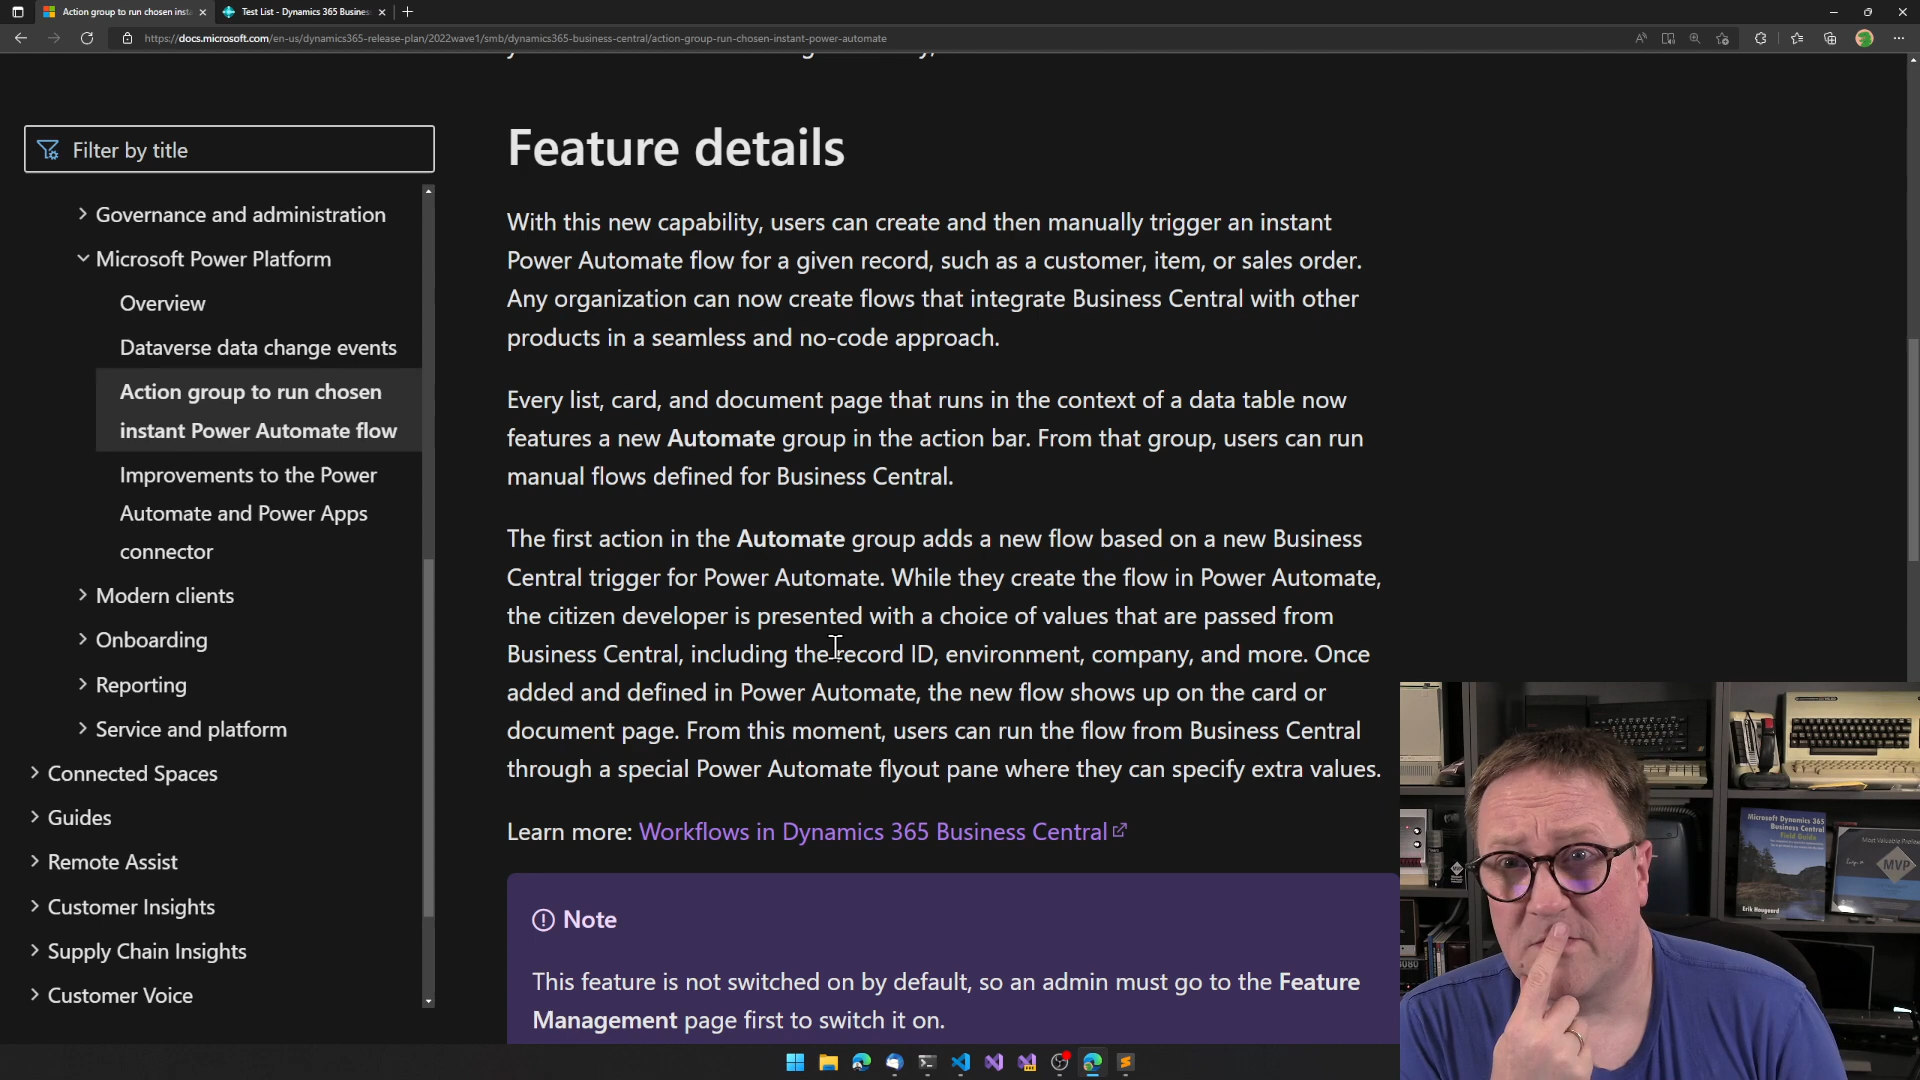 Action group to run chosen inst
Test List - Dynamics 365 Busines
https://docs.microsoft.com/en-us/dynamics365-release-plan/2022wave1/smb/dynamics365-business-central/action-group-run-chosen-instant-power-automate
Filter by title
Governance and administration
Microsoft Power Platform
Overview
Dataverse data change events
Action group to run chosen
instant Power Automate flow
Improvements to the Power
Automate and Power Apps
connector
Modern clients
Onboarding
Reporting
Service and platform
Connected Spaces
Guides
Remote Assist
Customer Insights
Supply Chain Insights
Customer Voice
Feature details
With this new capability, users can create and then manually trigger an instant
Power Automate flow for a given record, such as a customer, item, or sales order.
Any organization can now create flows that integrate Business Central with other
products in a seamless and no-code approach.
Every list, card, and document page that runs in the context of a data table now
features a new Automate group in the action bar. From that group, users can run
manual flows defined for Business Central.
The first action in the Automate group adds a new flow based on a new Business
Central trigger for Power Automate. While they create the flow in Power Automate,
the citizen developer is presented with a choice of values that are passed from
Business Central, including the record ID, environment, company, and more. Once
added and defined in Power Automate, the new flow shows up on the card or
document page. From this moment, users can run the flow from Business Central
through a special Power Automate flyout pane where they can specify extra values.
Learn more: Workflows in Dynamics 365 Business Central
Note
This feature is not switched on by default, so an admin must go to the Feature
Management page first to switch it on.
Microsoft Dynamics 365
Business Central
Field Guide
Erik Hougaard
MVP